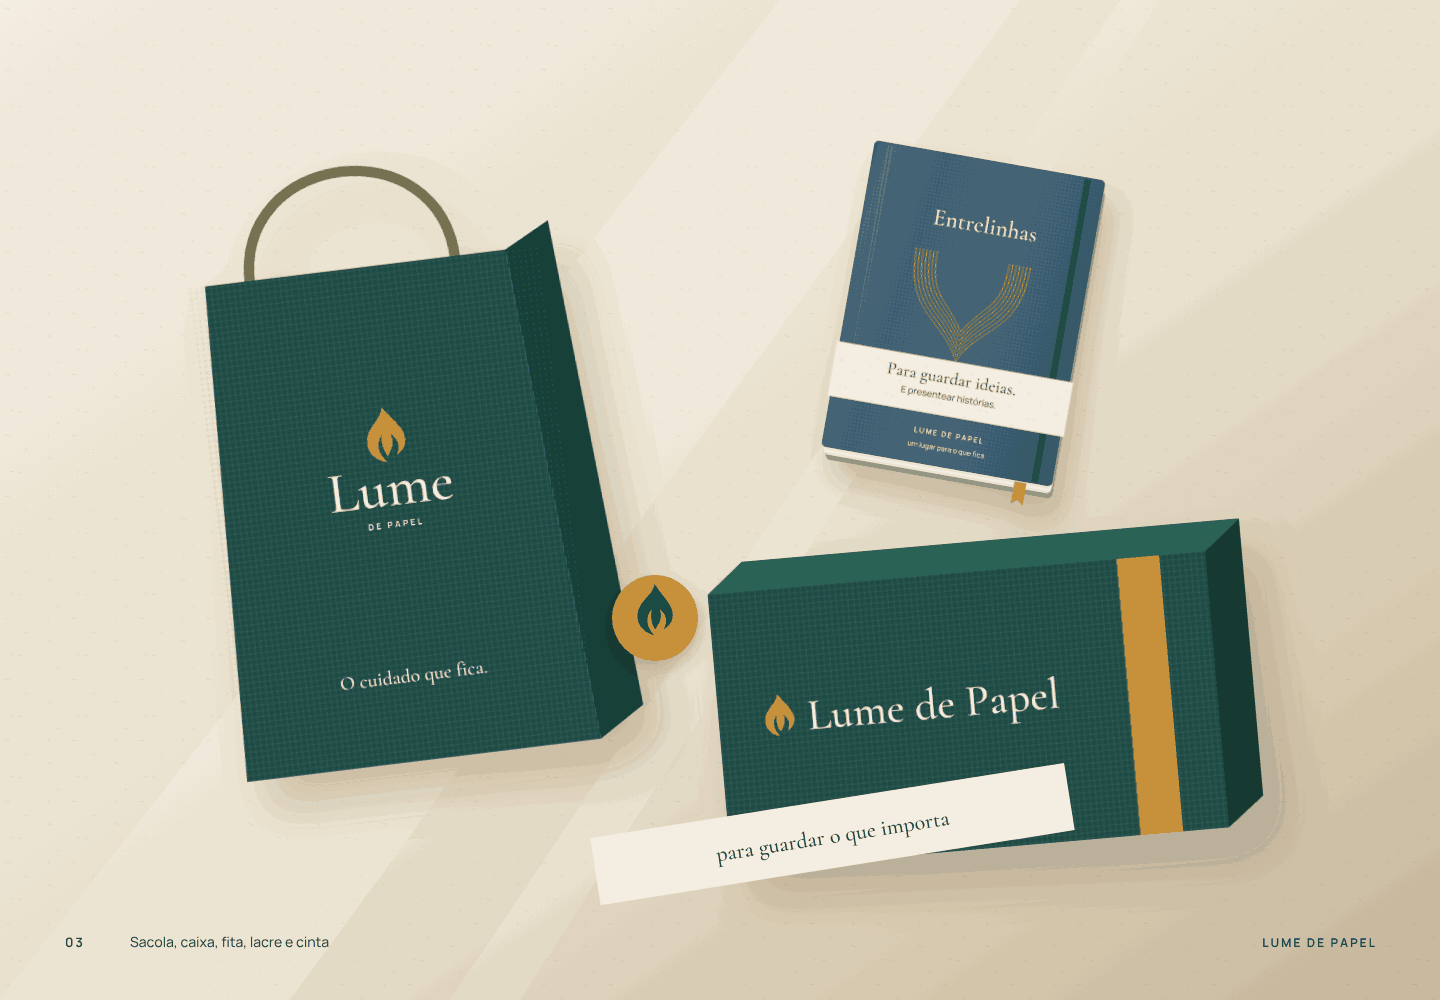 Lume
DE PAPEL
O cuidado que fica.
Entrelinhas
Para guardar ideias.
E presentear histórias.
LUME DE PAPEL
um lugar para o que fica
Lume de Papel
para guardar o que importa
03
Sacola, caixa, fita, lacre e cinta
LUME DE PAPEL